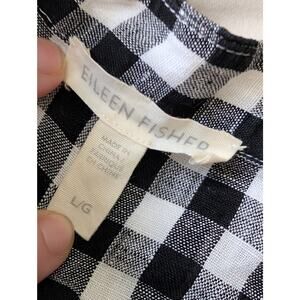 EILEEN FISHER
MADE IN
CHINA /
FABRIQUÉ
EN CHINE
L/G